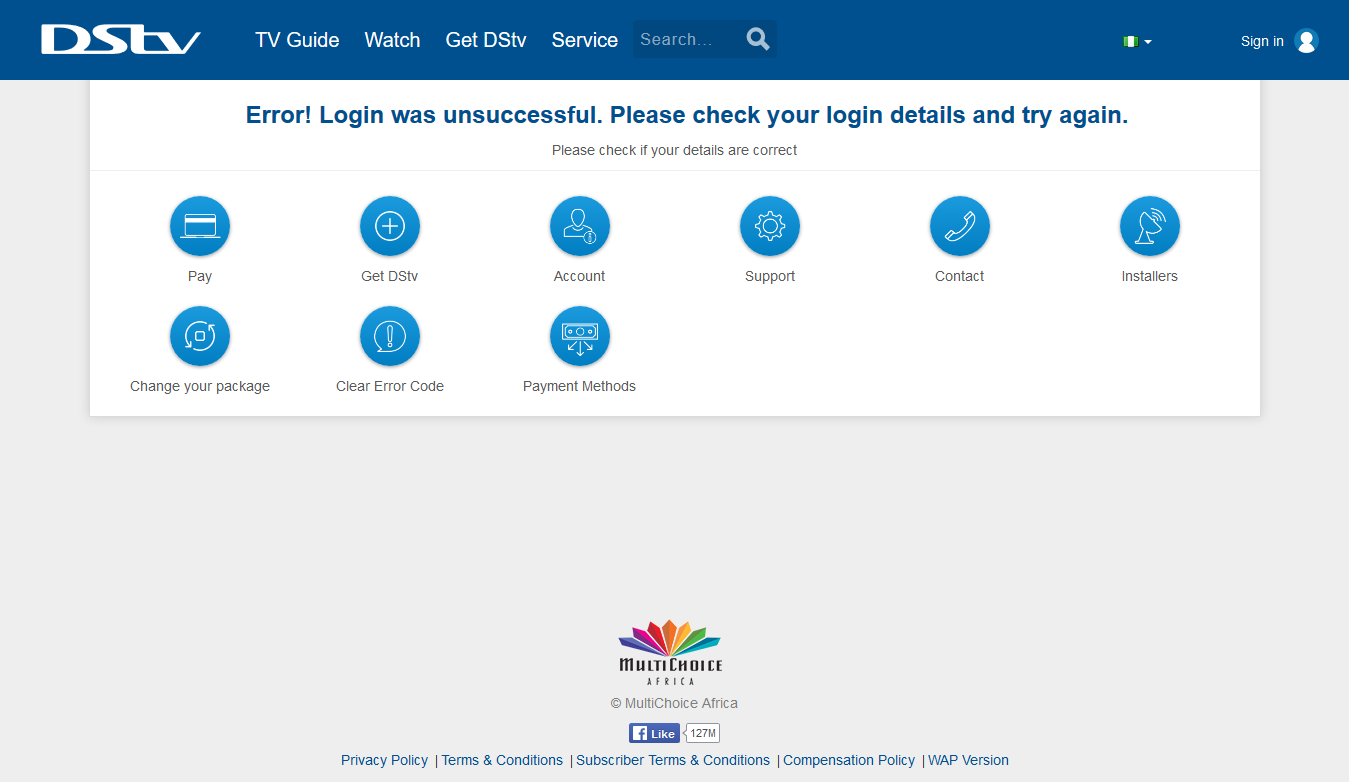 DStv TV Guide Watch Get DStv Service Search... Sign in
Error! Login was unsuccessful. Please check your login details and try again.
Please check if your details are correct
Pay Get DStv Account Support Contact Installers
Change your package Clear Error Code Payment Methods
MULTICHOICE
AFRICA
© MultiChoice Africa
f Like 127M
Privacy Policy | Terms & Conditions | Subscriber Terms & Conditions | Compensation Policy | WAP Version